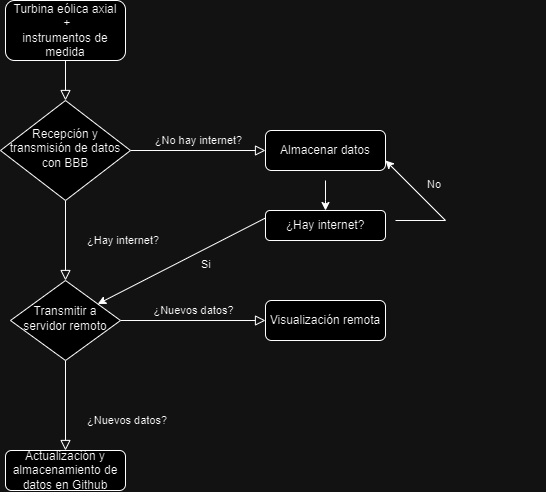 Turbina eólica axial
+
instrumentos de
medida
Recepción y
transmisión de datos
con BBB
¿No hay internet?
Almacenar datos
No
¿Hay internet?
¿Hay internet?
Si
Transmitir a
servidor remoto
¿Nuevos datos?
Visualización remota
¿Nuevos datos?
Actualización y
almacenamiento de
datos en Github